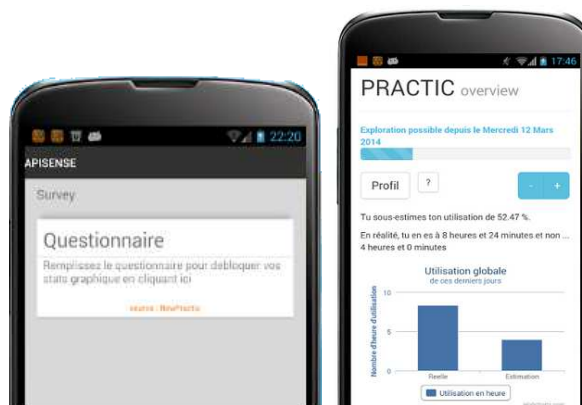 22:20
APISENSE
Survey
Questionnaire
Remplissez le questionnaire pour debloquer vos
stats graphique en cliquant ici
17:46
PRACTIC overview
Exploration possible depuis le Mercredi 12 Mars
2014
Profil
?
- +
Tu sous-estimes ton utilisation de 52.47 %.
En réalité, tu en es à 8 heures et 24 minutes et non ...
4 heures et 0 minutes
Utilisation globale
de ces derniers jours
Nombre d'heure d'utilisation
10
5
0
Reelle
Estimation
Utilisation en heure